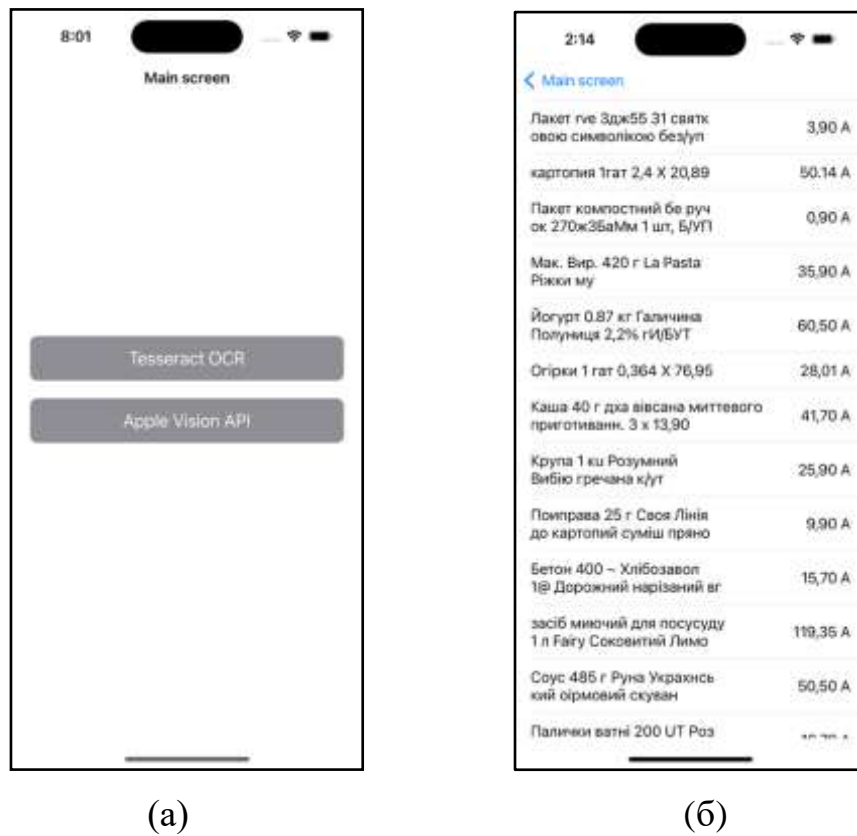 8:01
Main screen
Tesseract OCR
Apple Vision API
(а)
2:14
Main screen
Лакет rve Здж55 31 святк
овою символікою без/уп
3,90 А
картопия 1гат 2,4 X 20,89
50.14 А
Пакет компостний бе руч
ок 270ж3БаМм 1 шт, Б/УП
0,90 А
Мак. Вир. 420 г La Pasta
Ріжки му
35,90 А
Йогурт 0.87 кг Галичина
Полуниця 2,2% гИ/БУТ
60,50 А
Огірки 1 гат 0,364 X 76,95
28,01 А
Каша 40 г дха вівсана миттевого
приготиванн. 3 x 13,90
41,70 А
Крупа 1 ku Розумний
Вибію гречана к/ут
25,90 А
Поиправа 25 г Своя Лінія
до картопий суміш пряно
9,90 А
Бетон 400 ~ Хлібозавол
1@ Дорожний нарізаний вг
15,70 А
засіб миючий для посусуду
1 л Fairy Соковитий Лимо
119,35 А
Соус 485 г Руна Украхнсь
кий оірмовий скуван
50,50 А
Палички ватні 200 UT Роз
(б)